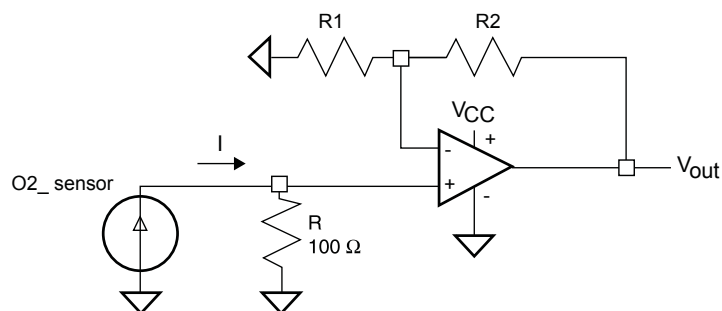 R1
R2
VCC
+
-
I
O2_ sensor
+
-
Vout
R
100 Ω